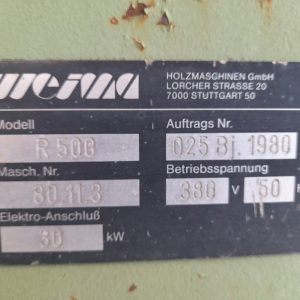 weima
HOLZMASCHINEN GmbH
LORCHER STRASSE 20
7000 STUTTGART 50
Modell
R 500
Auftrags Nr.
025 Bj. 1980
Masch. Nr.
80.11.3
Betriebsspannung
380 V 50 H
Elektro-Anschluß
30 kW